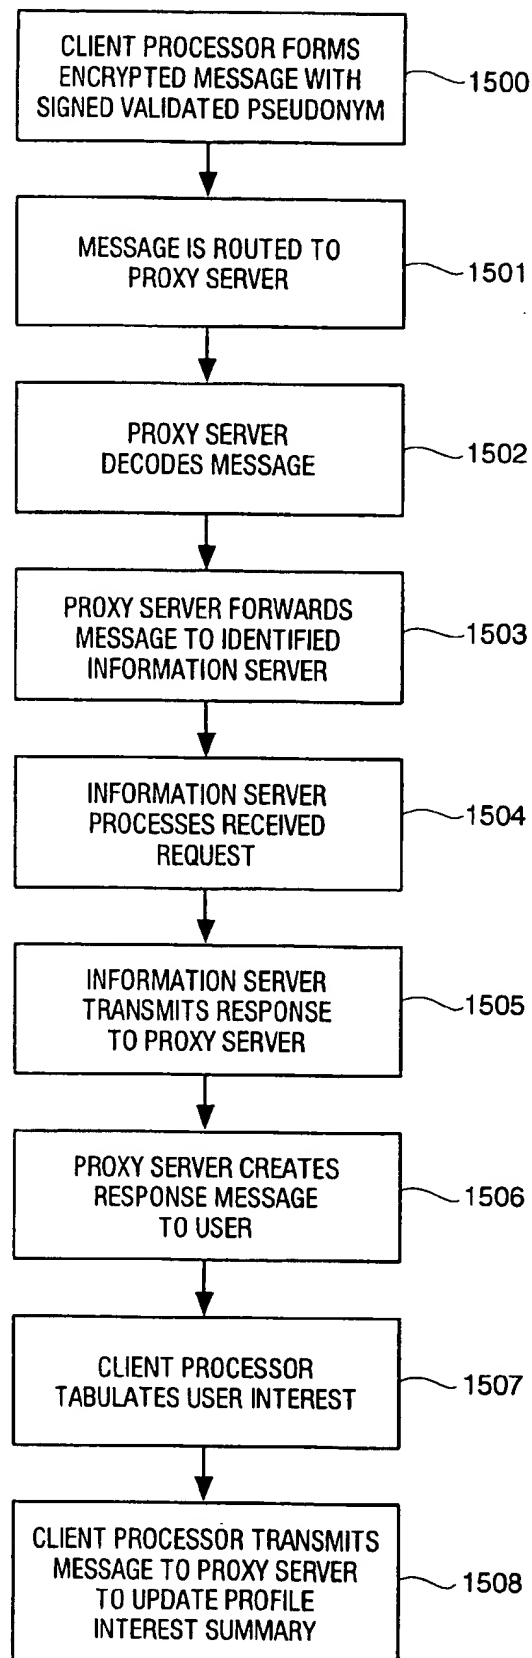 CLIENT PROCESSOR FORMS
ENCRYPTED MESSAGE WITH
SIGNED VALIDATED PSEUDONYM
1500
MESSAGE IS ROUTED TO
PROXY SERVER
1501
PROXY SERVER
DECODES MESSAGE
1502
PROXY SERVER FORWARDS
MESSAGE TO IDENTIFIED
INFORMATION SERVER
1503
INFORMATION SERVER
PROCESSES RECEIVED
REQUEST
1504
INFORMATION SERVER
TRANSMITS RESPONSE
TO PROXY SERVER
1505
PROXY SERVER CREATES
RESPONSE MESSAGE
TO USER
1506
CLIENT PROCESSOR
TABULATES USER INTEREST
1507
CLIENT PROCESSOR TRANSMITS
MESSAGE TO PROXY SERVER
TO UPDATE PROFILE
INTEREST SUMMARY
1508